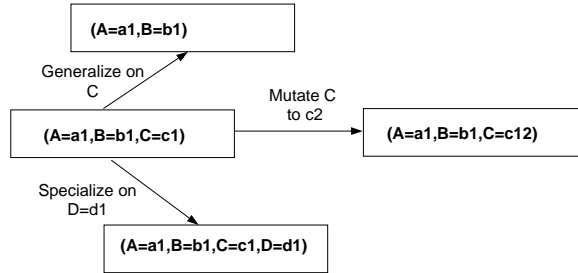 (A=a1,B=b1)
Generalize on
C
Mutate C
to c2
(A=a1,B=b1,C=c1)
(A=a1,B=b1,C=c12)
Specialize on
D=d1
(A=a1,B=b1,C=c1,D=d1)